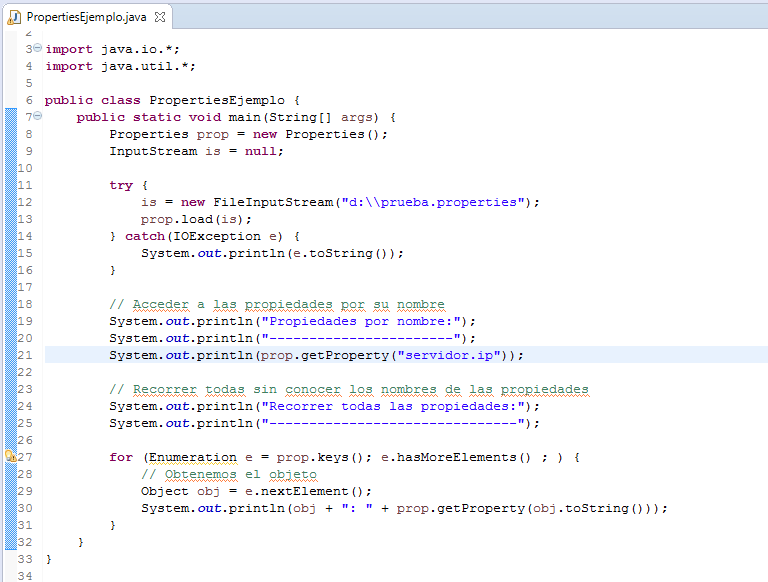 PropertiesEjemplo.java
2
3 import java.io.*;
4 import java.util.*;
5
6 public class PropertiesEjemplo {
7 public static void main(String[] args) {
8 Properties prop = new Properties();
9 InputStream is = null;
10
11 try {
12 is = new FileInputStream("d:\\prueba.properties");
13 prop.load(is);
14 } catch(IOException e) {
15 System.out.println(e.toString());
16 }
17
18 // Acceder a las propiedades por su nombre
19 System.out.println("Propiedades por nombre:");
20 System.out.println("-----------------------");
21 System.out.println(prop.getProperty("servidor.ip"));
22
23 // Recorrer todas sin conocer los nombres de las propiedades
24 System.out.println("Recorrer todas las propiedades:");
25 System.out.println("-------------------------------");
26
27 for (Enumeration e = prop.keys(); e.hasMoreElements() ; ) {
28 // Obtenemos el objeto
29 Object obj = e.nextElement();
30 System.out.println(obj + ": " + prop.getProperty(obj.toString()));
31 }
32 }
33 }
34